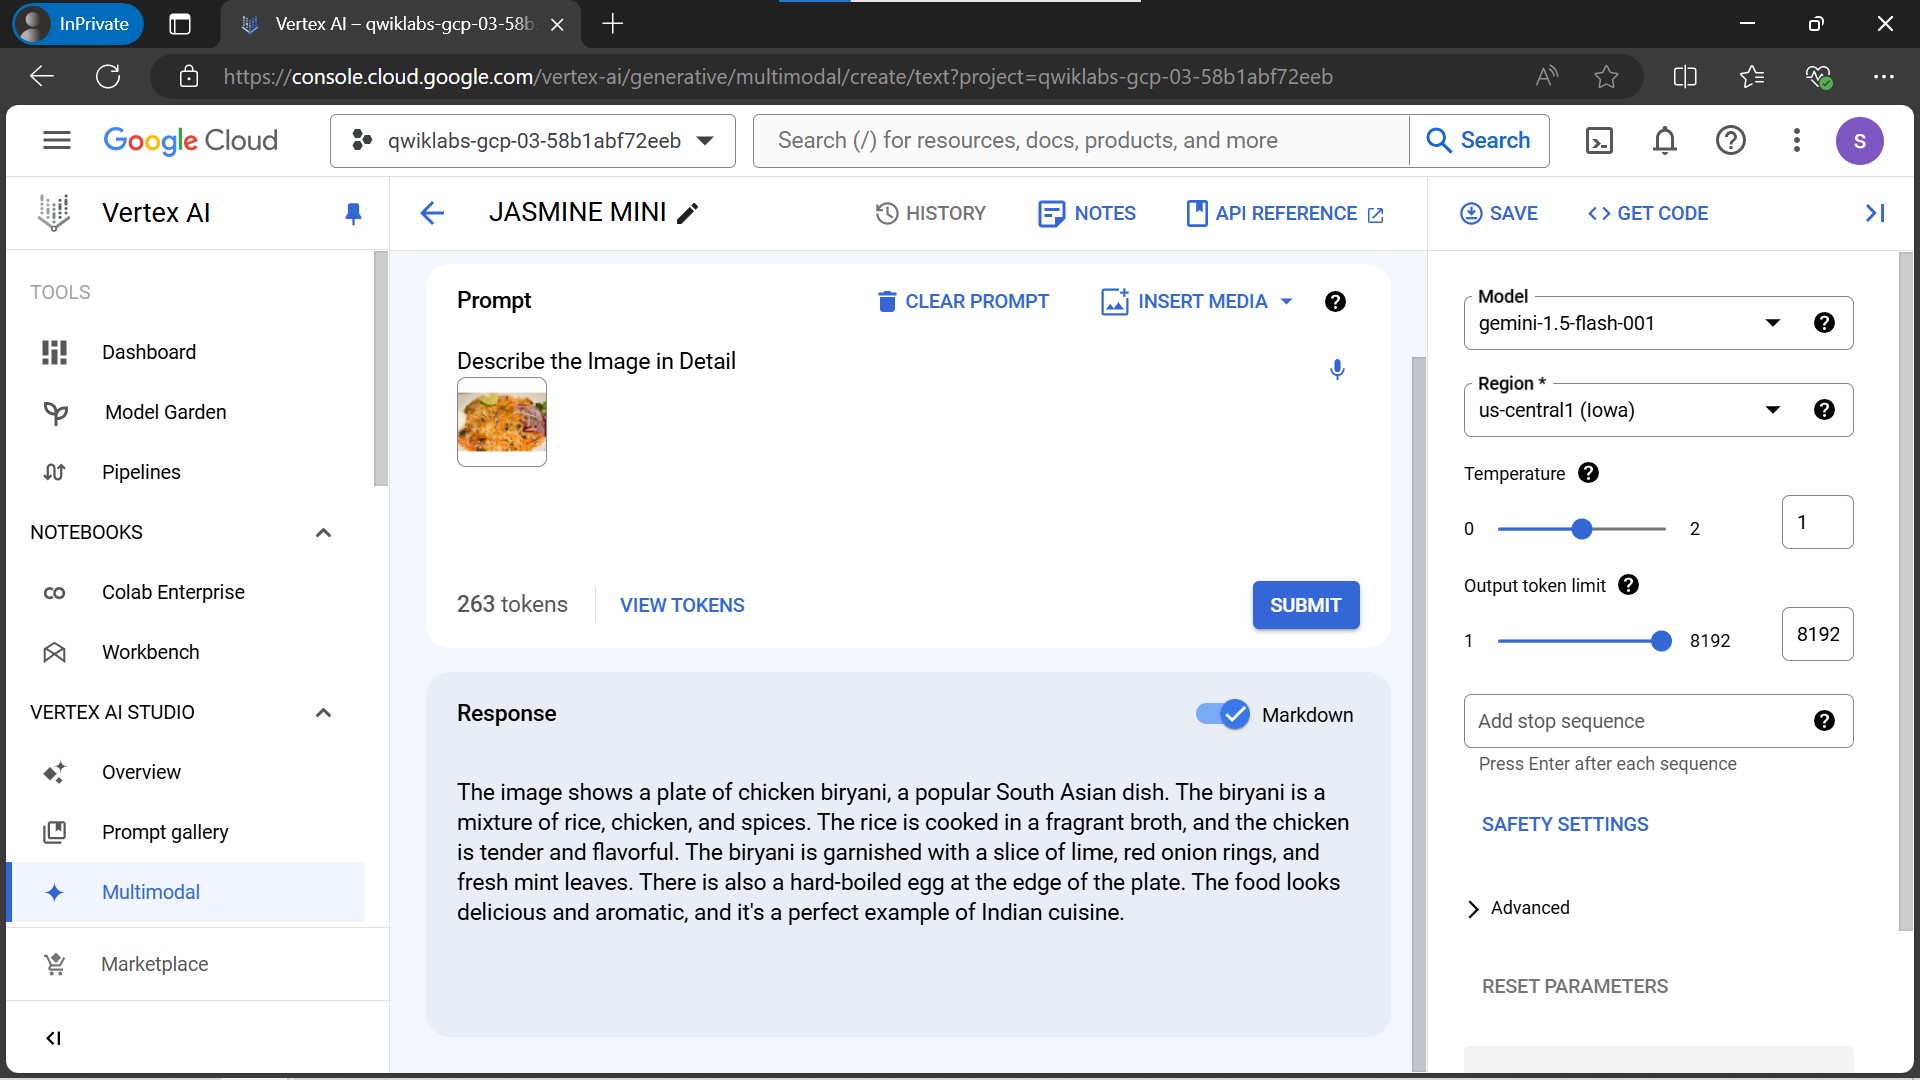 InPrivate
Vertex AI – qwiklabs-gcp-03-58b
https://console.cloud.google.com/vertex-ai/generative/multimodal/create/text?project=qwiklabs-gcp-03-58b1abf72eeb
Google Cloud
qwiklabs-gcp-03-58b1abf72eeb
Search (/) for resources, docs, products, and more
Search
S
Vertex AI
JASMINE MINI
HISTORY
NOTES
API REFERENCE
SAVE
<> GET CODE
TOOLS
Dashboard
Model Garden
Pipelines
NOTEBOOKS
Colab Enterprise
Workbench
VERTEX AI STUDIO
Overview
Prompt gallery
Multimodal
Marketplace
Prompt
CLEAR PROMPT
INSERT MEDIA
Describe the Image in Detail
263 tokens
VIEW TOKENS
SUBMIT
Response
Markdown
The image shows a plate of chicken biryani, a popular South Asian dish. The biryani is a
mixture of rice, chicken, and spices. The rice is cooked in a fragrant broth, and the chicken
is tender and flavorful. The biryani is garnished with a slice of lime, red onion rings, and
fresh mint leaves. There is also a hard-boiled egg at the edge of the plate. The food looks
delicious and aromatic, and it's a perfect example of Indian cuisine.
Model
gemini-1.5-flash-001
Region *
us-central1 (Iowa)
Temperature
0
2
1
Output token limit
1
8192
8192
Add stop sequence
Press Enter after each sequence
SAFETY SETTINGS
Advanced
RESET PARAMETERS